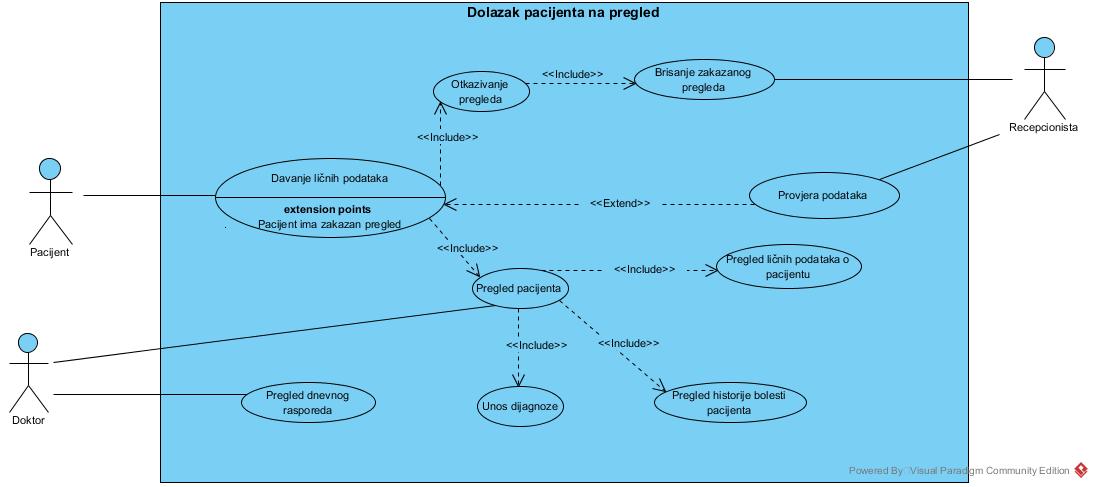 Dolazak pacijenta na pregled
Otkazivanje
pregleda
<<Include>>
Brisanje zakazanog
pregleda
Recepcionista
<<Include>>
Davanje ličnih podataka
extension points
Pacijent ima zakazan pregled
Pacijent
<<Extend>>
Provjera podataka
<<Include>>
Pregled pacijenta
<<Include>>
Pregled ličnih podataka o
pacijentu
<<Include>>
<<Include>>
Doktor
Pregled dnevnog
rasporeda
Unos dijagnoze
Pregled historije bolesti
pacijenta
Powered By Visual Paradigm Community Edition